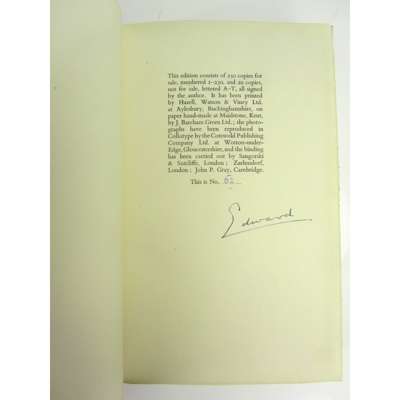 This edition consists of 250 copies for
sale, numbered 1-250, and 20 copies,
not for sale, lettered A-T, all signed
by the author. It has been printed
by Hazell, Watson & Viney Ltd.
at Aylesbury, Buckinghamshire, on
paper hand-made at Maidstone, Kent,
by J. Barcham Green Ltd.; the photo-
graphs have been reproduced in
Collotype by the Cotswold Publishing
Company Ltd. at Wotton-under-
Edge, Gloucestershire, and the binding
has been carried out by Sangorski
& Sutcliffe, London; Zaehnsdorf,
London; John P. Gray, Cambridge.
This is No. 62
Edward